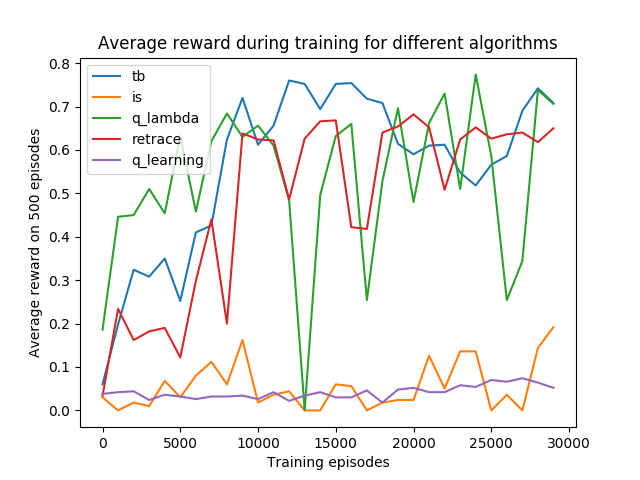 Average reward during training for different algorithms
0.8
0.7
0.6
0.5
0.4
0.3
0.2
0.1
0.0
Average reward on 500 episodes
tb
is
q_lambda
retrace
q_learning
0
5000
10000
15000
20000
25000
30000
Training episodes